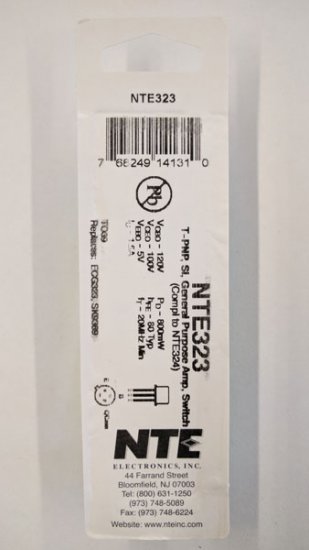 NTE323
7 68249 14131 0
Pb
NTE323
T-PNP, Si, General Purpose Amp, Switch
(Compl to NTE324)
VCBO - 120V
VCEO - 100V
VEBO - 5V
PD - 800mW
hFE - 80 Typ
fT - 20MHz Min
TO39
Replaces: ECG323,
E
B
C/Case
NTE
ELECTRONICS, INC.
44 Farrand Street
Bloomfield, NJ 07003
Tel: (800) 631-1250
(973) 748-5089
Fax: (973) 748-6224
Website: www.nteinc.com